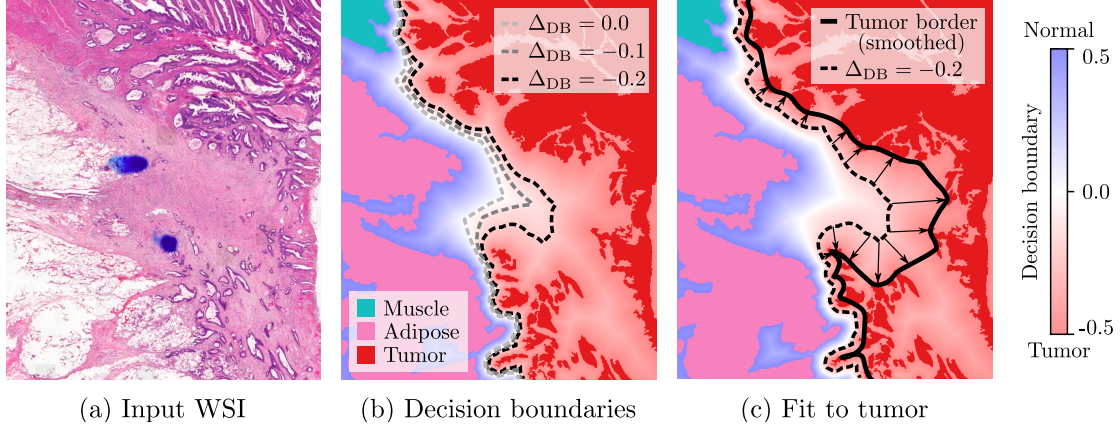 Δ_DB = 0.0
Δ_DB = −0.1
Δ_DB = −0.2
Muscle
Adipose
Tumor
Tumor border
(smoothed)
Δ_DB = −0.2
Normal
0.5
0.0
-0.5
Tumor
Decision boundary
(a) Input WSI
(b) Decision boundaries
(c) Fit to tumor